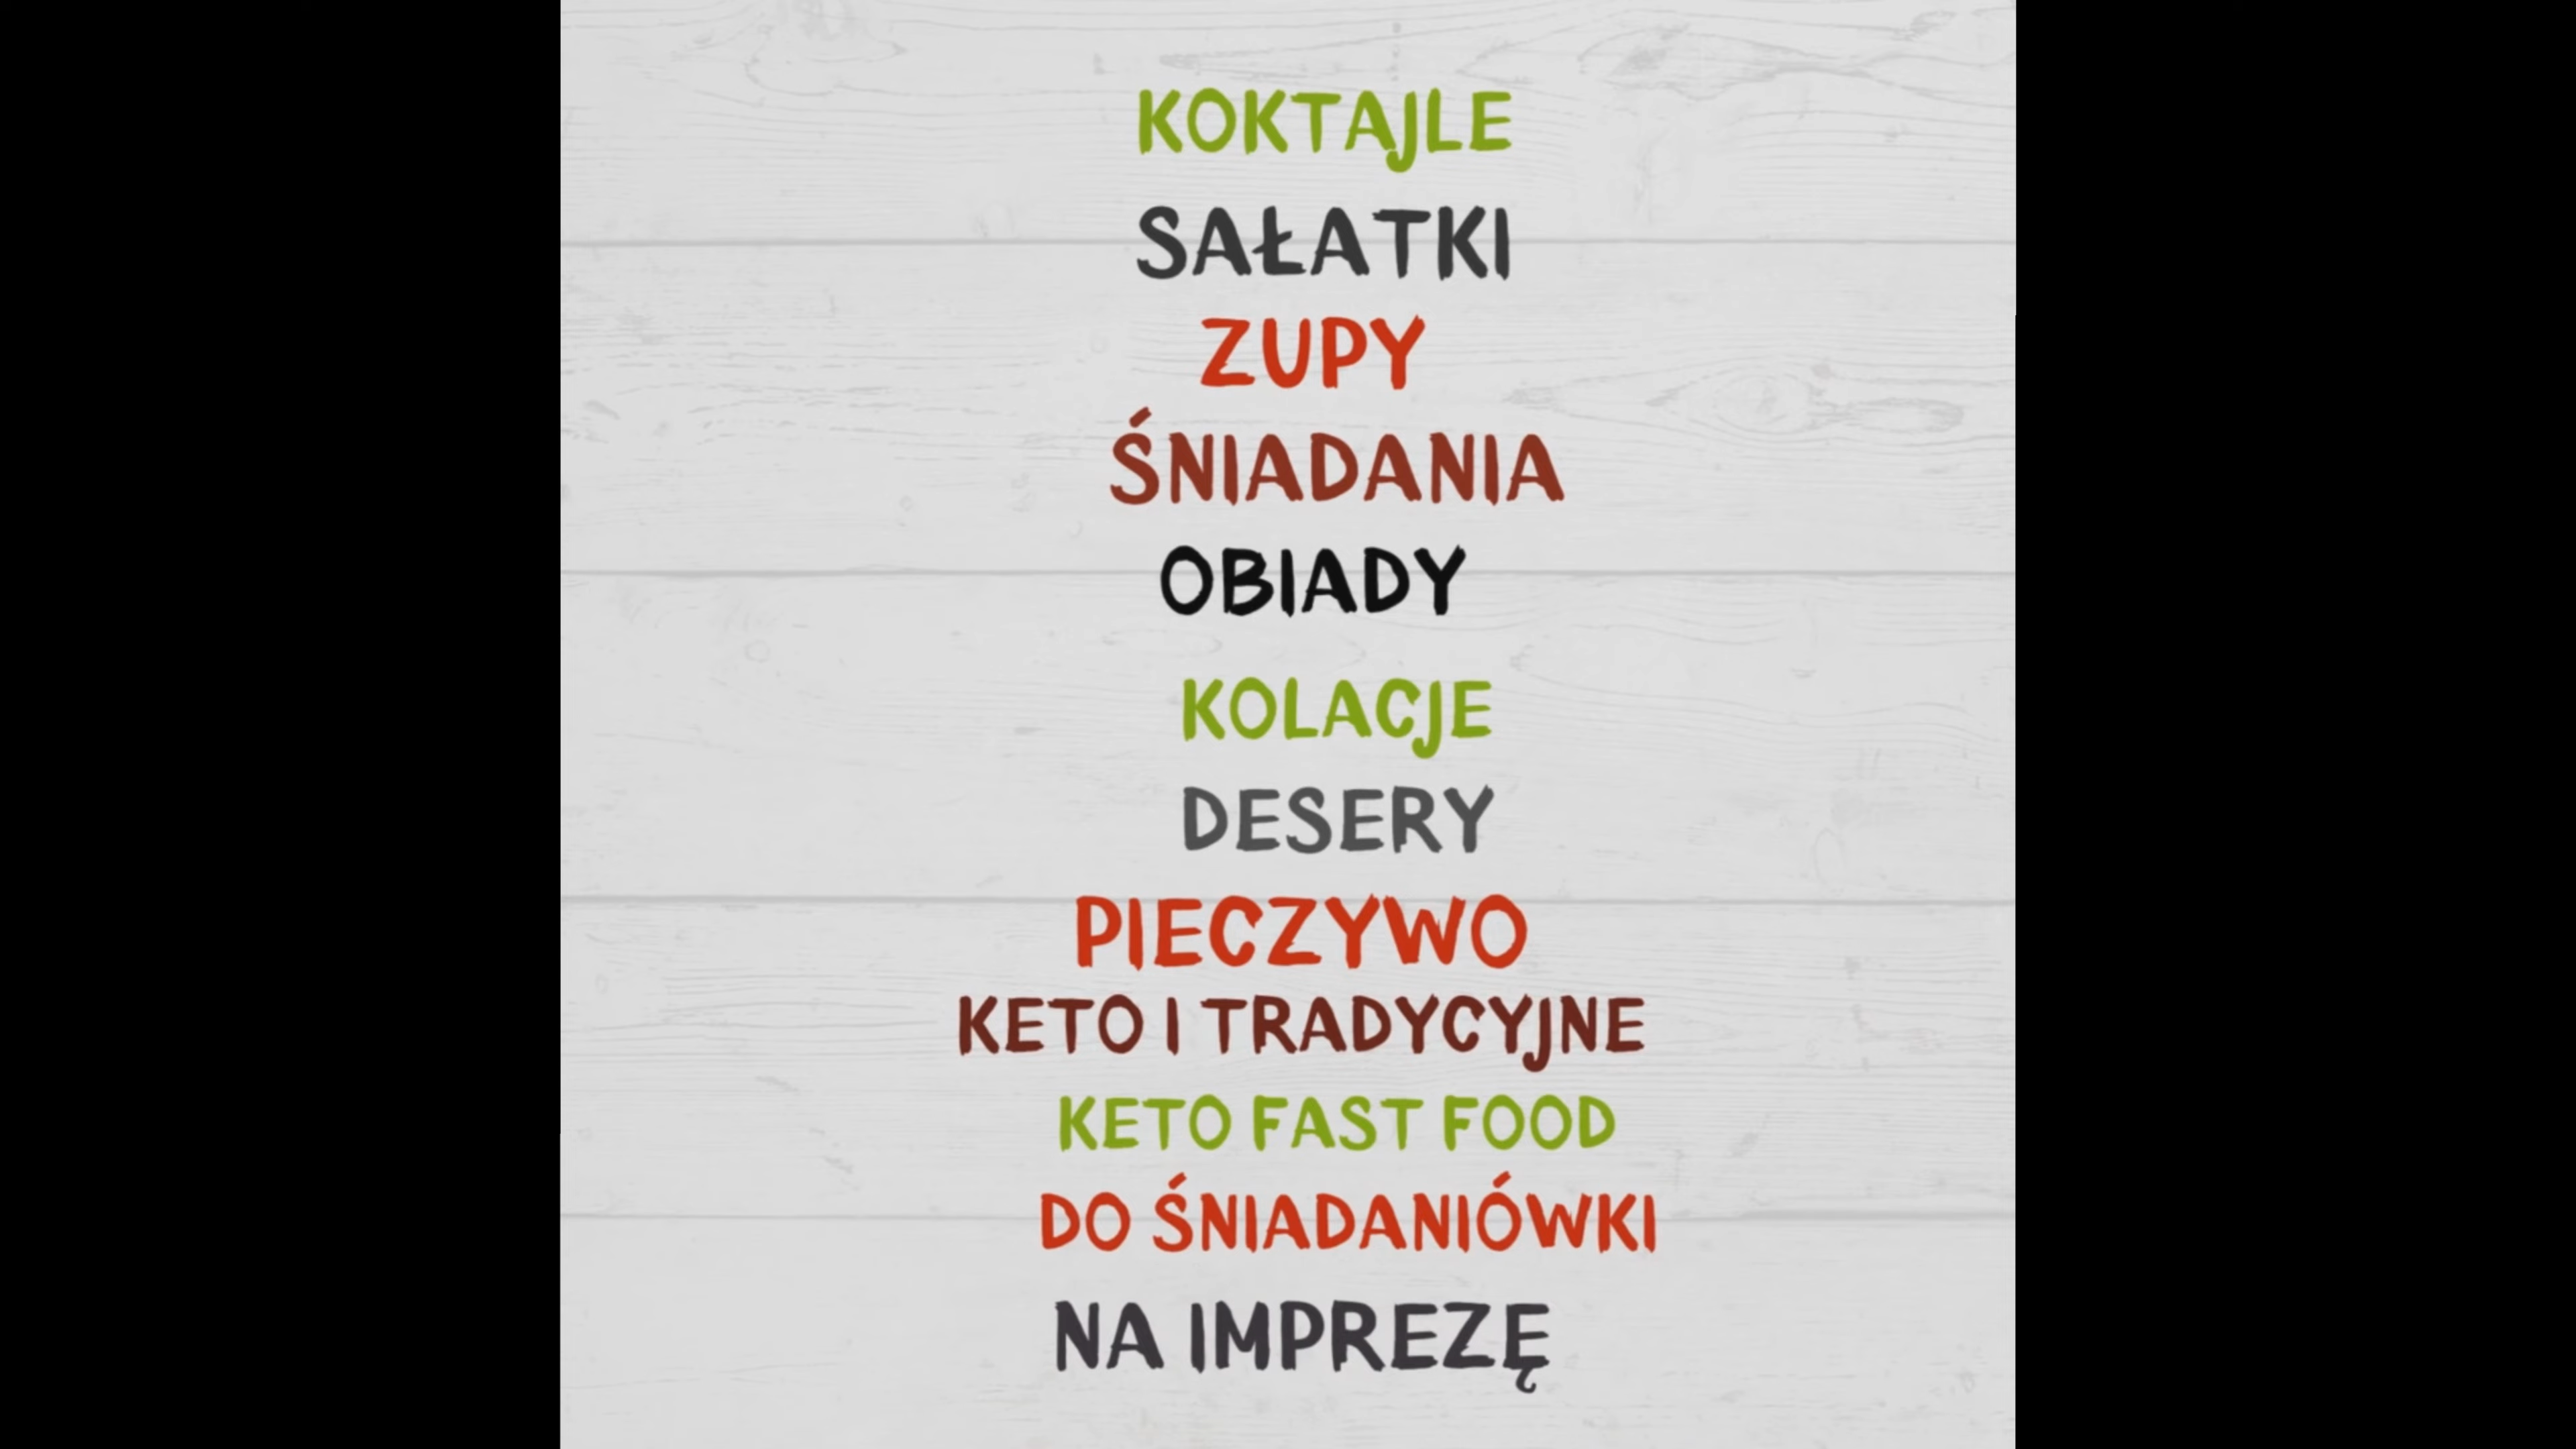 KOKTAJLE
SAŁATKI
ZUPY
ŚNIADANIA
OBIADY
KOLACJE
DESERY
PIECZYWO
KETO I TRADYCYJNE
KETO FAST FOOD
DO ŚNIADANIÓWKI
NA IMPREZĘ